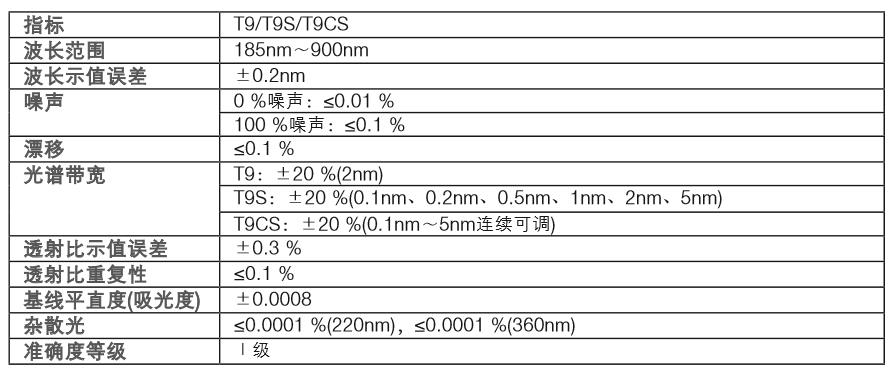 指标 T9/T9S/T9CS
波长范围 185nm～900nm
波长示值误差 ±0.2nm
噪声 0 %噪声：≤0.01 %
100 %噪声：≤0.1 %
漂移 ≤0.1 %
光谱带宽 T9：±20 %(2nm)
T9S：±20 %(0.1nm、0.2nm、0.5nm、1nm、2nm、5nm)
T9CS：±20 %(0.1nm～5nm连续可调)
透射比示值误差 ±0.3 %
透射比重复性 ≤0.1 %
基线平直度(吸光度) ±0.0008
杂散光 ≤0.0001 %(220nm)，≤0.0001 %(360nm)
准确度等级 Ⅰ级